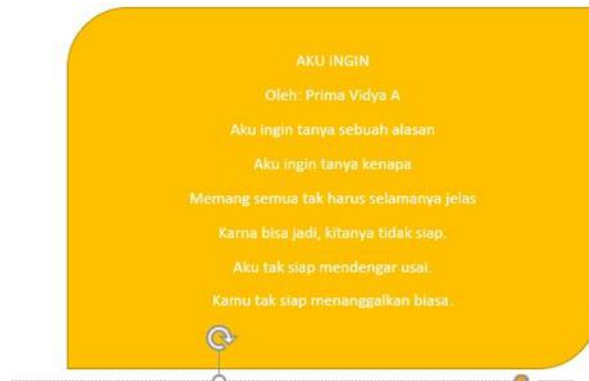 AKU iNGIN
Oleh: Prima Vidya A
Aku ingin tanya sebuah alasan
Aku ingin tanya kenapa
Memang semua tak harus selamanya jelas
Karna bisa jadi, kitanya tidak siap.
Aku tak siap mendengar usai.
Kamu tak siap menanggalkan biasa.